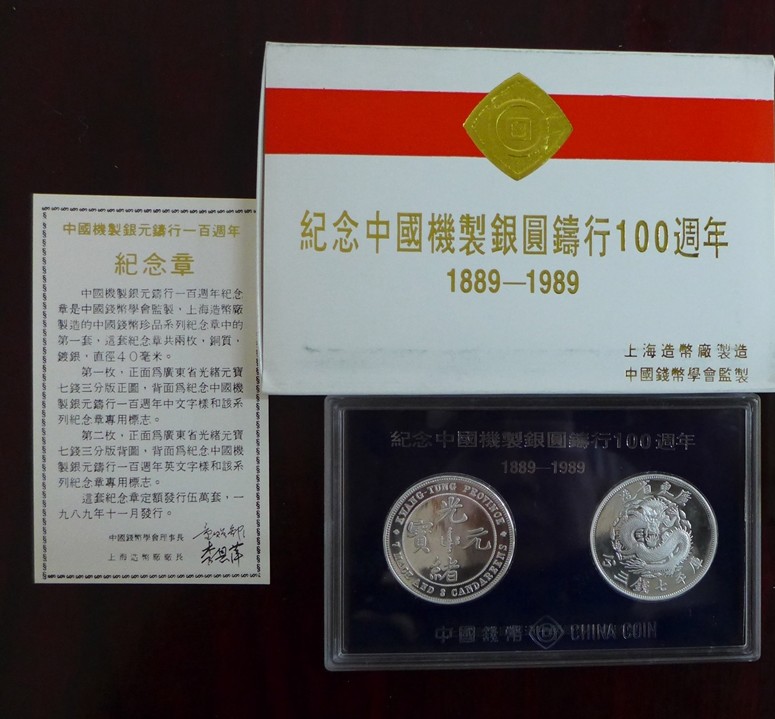 紀念中國機製銀圓鑄行100週年
1889—1989
上海造幣廠製造
中國錢幣學會監製
中國機製銀元鑄行一百週年
紀念章
中國機製銀元鑄行一百週年紀念
章是中國錢幣學會監製，上海造幣廠
製造的中國錢幣珍品系列紀念章中的
第一套，這套紀念章共兩枚，銅質，
鍍銀，直徑40毫米。
第一枚，正面爲廣東省光緒元寶
七錢三分版正圖，背面爲紀念中國機
製銀元鑄行一百週年中文字樣和該系
列紀念章專用標志。
第二枚，正面爲廣東省光緒元寶
七錢三分版背圖，背面爲紀念中國機
製銀元鑄行一百週年英文字樣和該系
列紀念章專用標志。
這套紀念章定額發行伍萬套，一
九八九年十一月發行。
中國錢幣學會理事長
上海造幣廠廠長
紀念中國機製銀圓鑄行100週年
1889—1989
KWANG-TUNG PROVINCE
光緒元寶
7 MACE AND 3 CANDAREENS
廣東省造
庫平七錢三分
中國錢幣 CHINA COIN